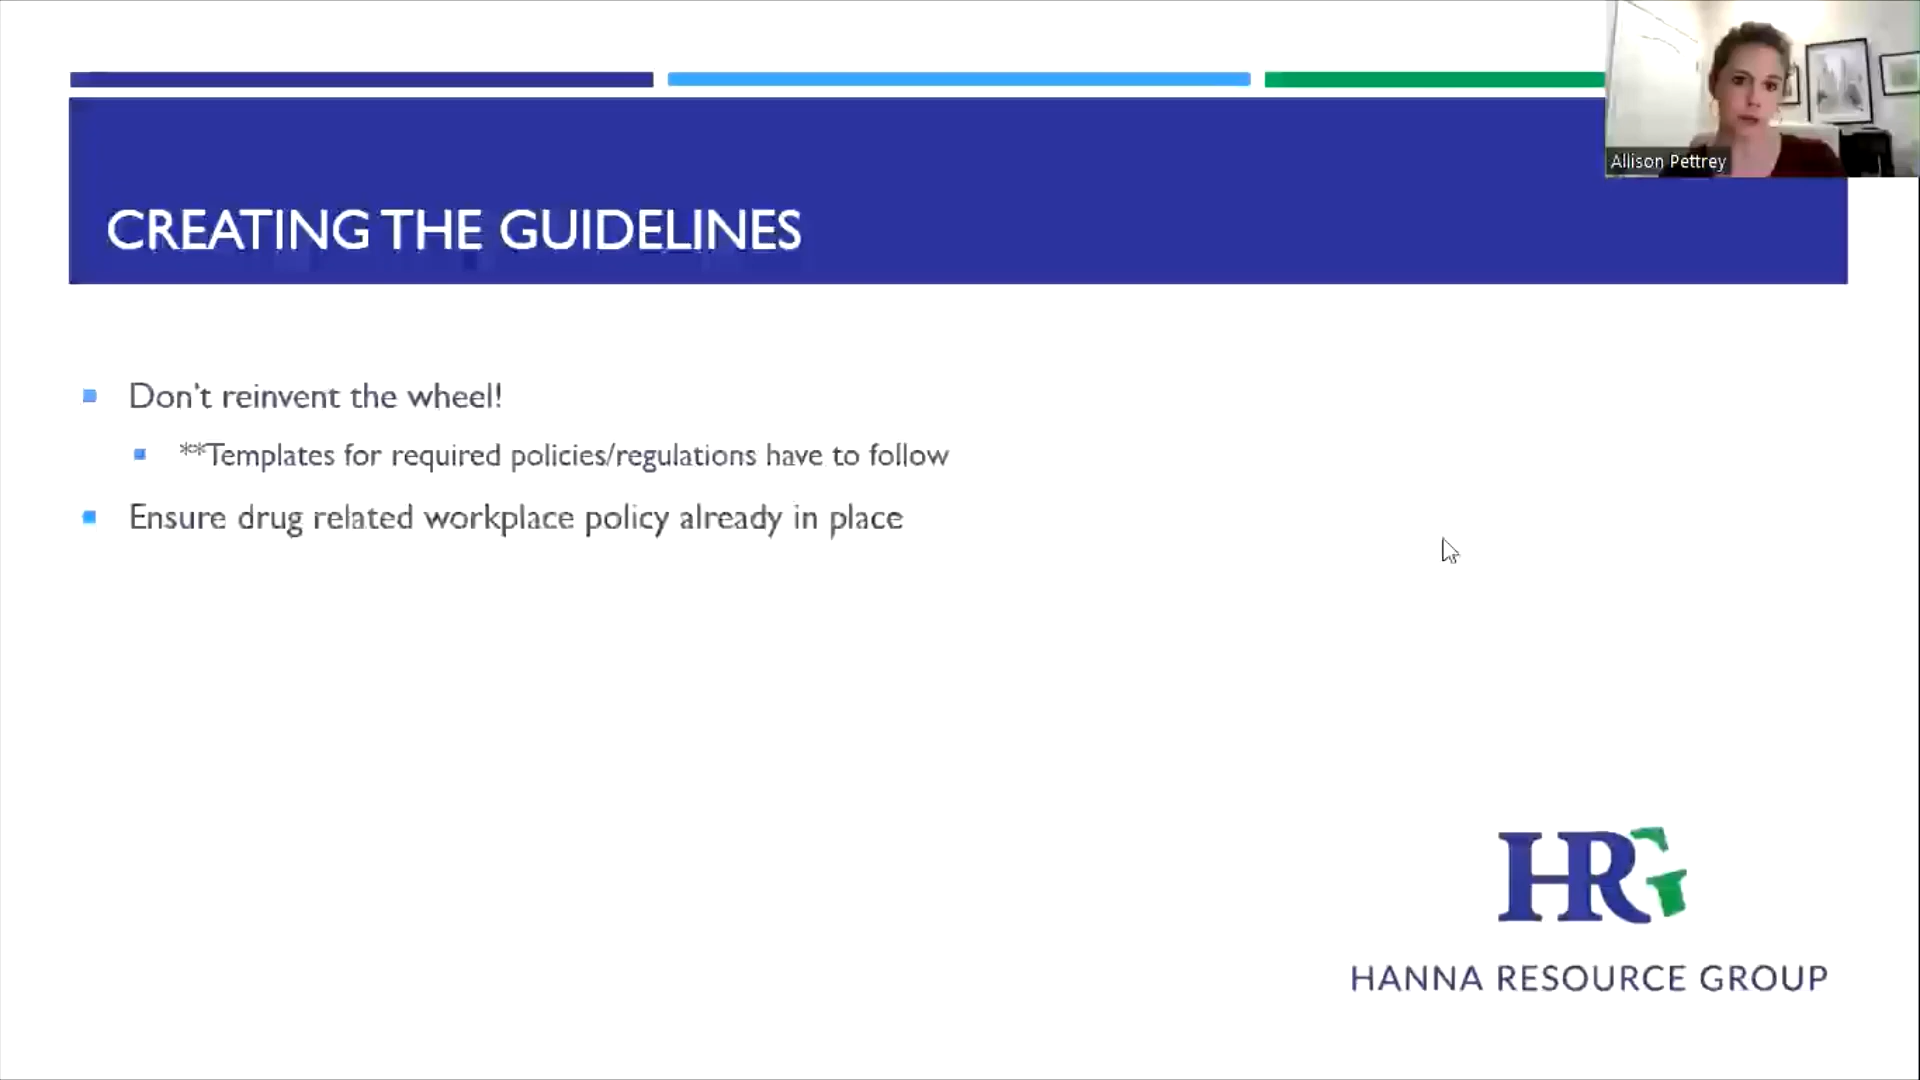 Allison Pettrey
CREATING THE GUIDELINES
Don't reinvent the wheel!
**Templates for required policies/regulations have to follow
Ensure drug related workplace policy already in place
HRG
HANNA RESOURCE GROUP